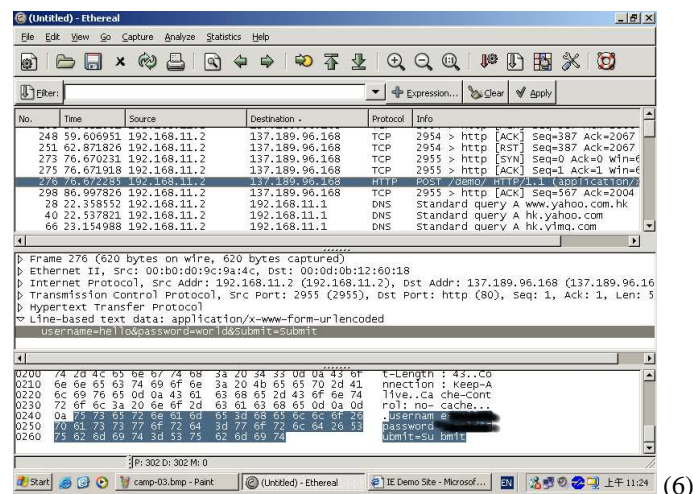 (Untitled) - Ethereal
File Edit View Go Capture Analyze Statistics Help
Filter: Expression... Clear Apply
No. Time Source Destination Protocol Info
248 59.606951 192.168.11.2 137.189.96.168 TCP 2954 > http [ACK] Seq=387 Ack=2067
251 62.871826 192.168.11.2 137.189.96.168 TCP 2954 > http [RST] Seq=387 Ack=2067
273 76.670231 192.168.11.2 137.189.96.168 TCP 2955 > http [SYN] Seq=0 Ack=0 Win=6
275 76.671918 192.168.11.2 137.189.96.168 TCP 2955 > http [ACK] Seq=1 Ack=1 Win=6
276 76.672285 192.168.11.2 137.189.96.168 HTTP POST /demo/ HTTP/1.1 (application/x
298 86.997826 192.168.11.2 137.189.96.168 TCP 2955 > http [ACK] Seq=567 Ack=2004
28 22.358552 192.168.11.2 192.168.11.1 DNS Standard query A www.yahoo.com.hk
40 22.537821 192.168.11.2 192.168.11.1 DNS Standard query A hk.yahoo.com
66 23.154988 192.168.11.2 192.168.11.1 DNS Standard query A hk.yimg.com
Frame 276 (620 bytes on wire, 620 bytes captured)
Ethernet II, Src: 00:b0:d0:9c:9a:4c, Dst: 00:0d:0b:12:60:18
Internet Protocol, Src Addr: 192.168.11.2 (192.168.11.2), Dst Addr: 137.189.96.168 (137.189.96.16
Transmission Control Protocol, Src Port: 2955 (2955), Dst Port: http (80), Seq: 1, Ack: 1, Len: 5
Hypertext Transfer Protocol
Line-based text data: application/x-www-form-urlencoded
username=hello&password=world&Submit=Submit
0200 74 2d 4c 65 6e 67 74 68 3a 20 34 33 0d 0a 43 6f t-Length : 43..Co
0210 6e 6e 65 63 74 69 6f 6e 3a 20 4b 65 65 70 2d 41 nnection : Keep-A
0220 6c 69 76 65 0d 0a 43 61 63 68 65 2d 43 6f 6e 74 live..Ca che-Cont
0230 72 6f 6c 3a 20 6e 6f 2d 63 61 63 68 65 0d 0a 0d rol: no- cache...
0240 0a 75 73 65 72 6e 61 6d 65 3d 68 65 6c 6c 6f 26 .usernam e
0250 70 61 73 73 77 6f 72 64 3d 77 6f 72 6c 64 26 53 password
0260 75 62 6d 69 74 3d 53 75 62 6d 69 74 ubmit=Su bmit
P: 302 D: 302 M: 0
Start camp-03.bmp - Paint (Untitled) - Ethereal IE Demo Site - Microsof... EN 上午 11:24
(6)